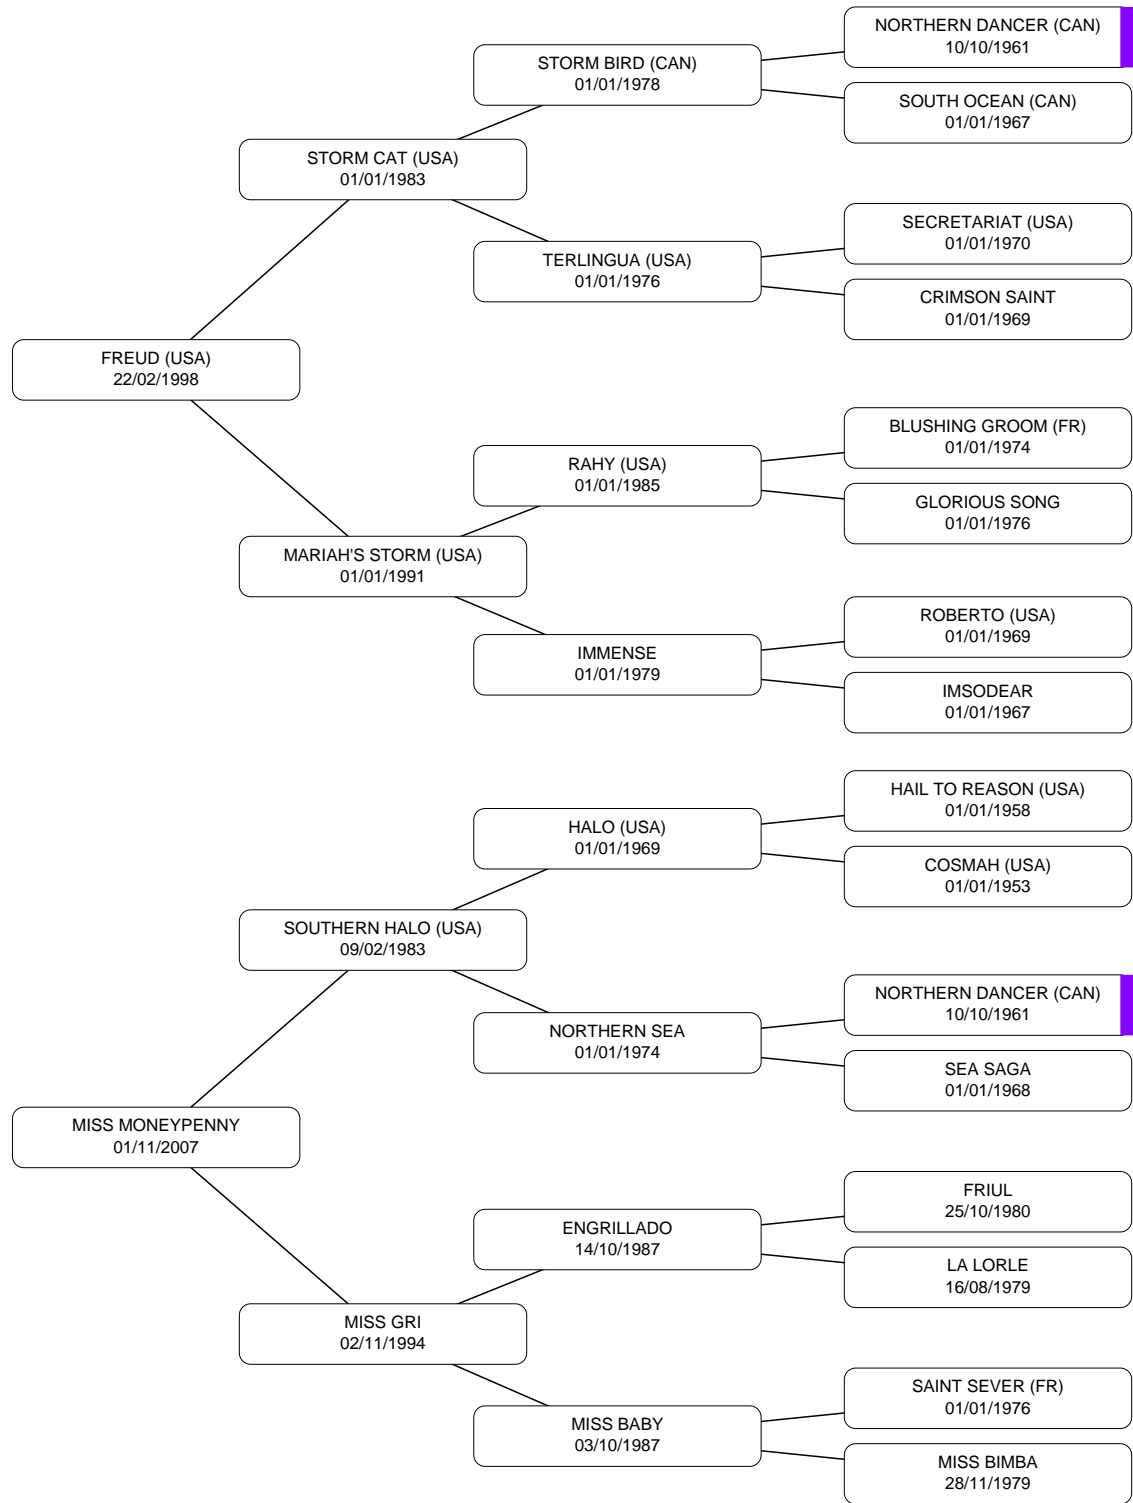 NORTHERN DANCER (CAN)
10/10/1961
STORM BIRD (CAN)
01/01/1978
SOUTH OCEAN (CAN)
01/01/1967
STORM CAT (USA)
01/01/1983
SECRETARIAT (USA)
01/01/1970
TERLINGUA (USA)
01/01/1976
CRIMSON SAINT
01/01/1969
FREUD (USA)
22/02/1998
BLUSHING GROOM (FR)
01/01/1974
RAHY (USA)
01/01/1985
GLORIOUS SONG
01/01/1976
MARIAH'S STORM (USA)
01/01/1991
ROBERTO (USA)
01/01/1969
IMMENSE
01/01/1979
IMSODEAR
01/01/1967
HAIL TO REASON (USA)
01/01/1958
HALO (USA)
01/01/1969
COSMAH (USA)
01/01/1953
SOUTHERN HALO (USA)
09/02/1983
NORTHERN DANCER (CAN)
10/10/1961
NORTHERN SEA
01/01/1974
SEA SAGA
01/01/1968
MISS MONEYPENNY
01/11/2007
FRIUL
25/10/1980
ENGRILLADO
14/10/1987
LA LORLE
16/08/1979
MISS GRI
02/11/1994
SAINT SEVER (FR)
01/01/1976
MISS BABY
03/10/1987
MISS BIMBA
28/11/1979